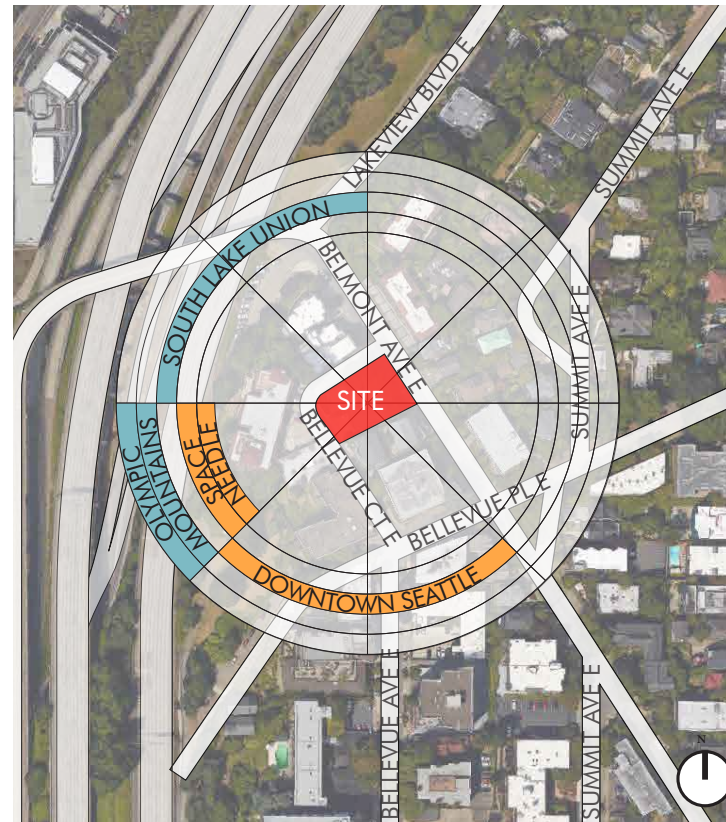 LAKEVIEW BLVD E
SUMMIT AVE E
SOUTH LAKE UNION
BELMONT AVE E
SUMMIT AVE E
SITE
OLYMPIC
MOUNTAINS
SPACE
NEEDLE
BELLEVUE CT E
BELLEVUE PL E
DOWNTOWN SEATTLE
BELLEVUE AVE E
SUMMIT AVE E
N